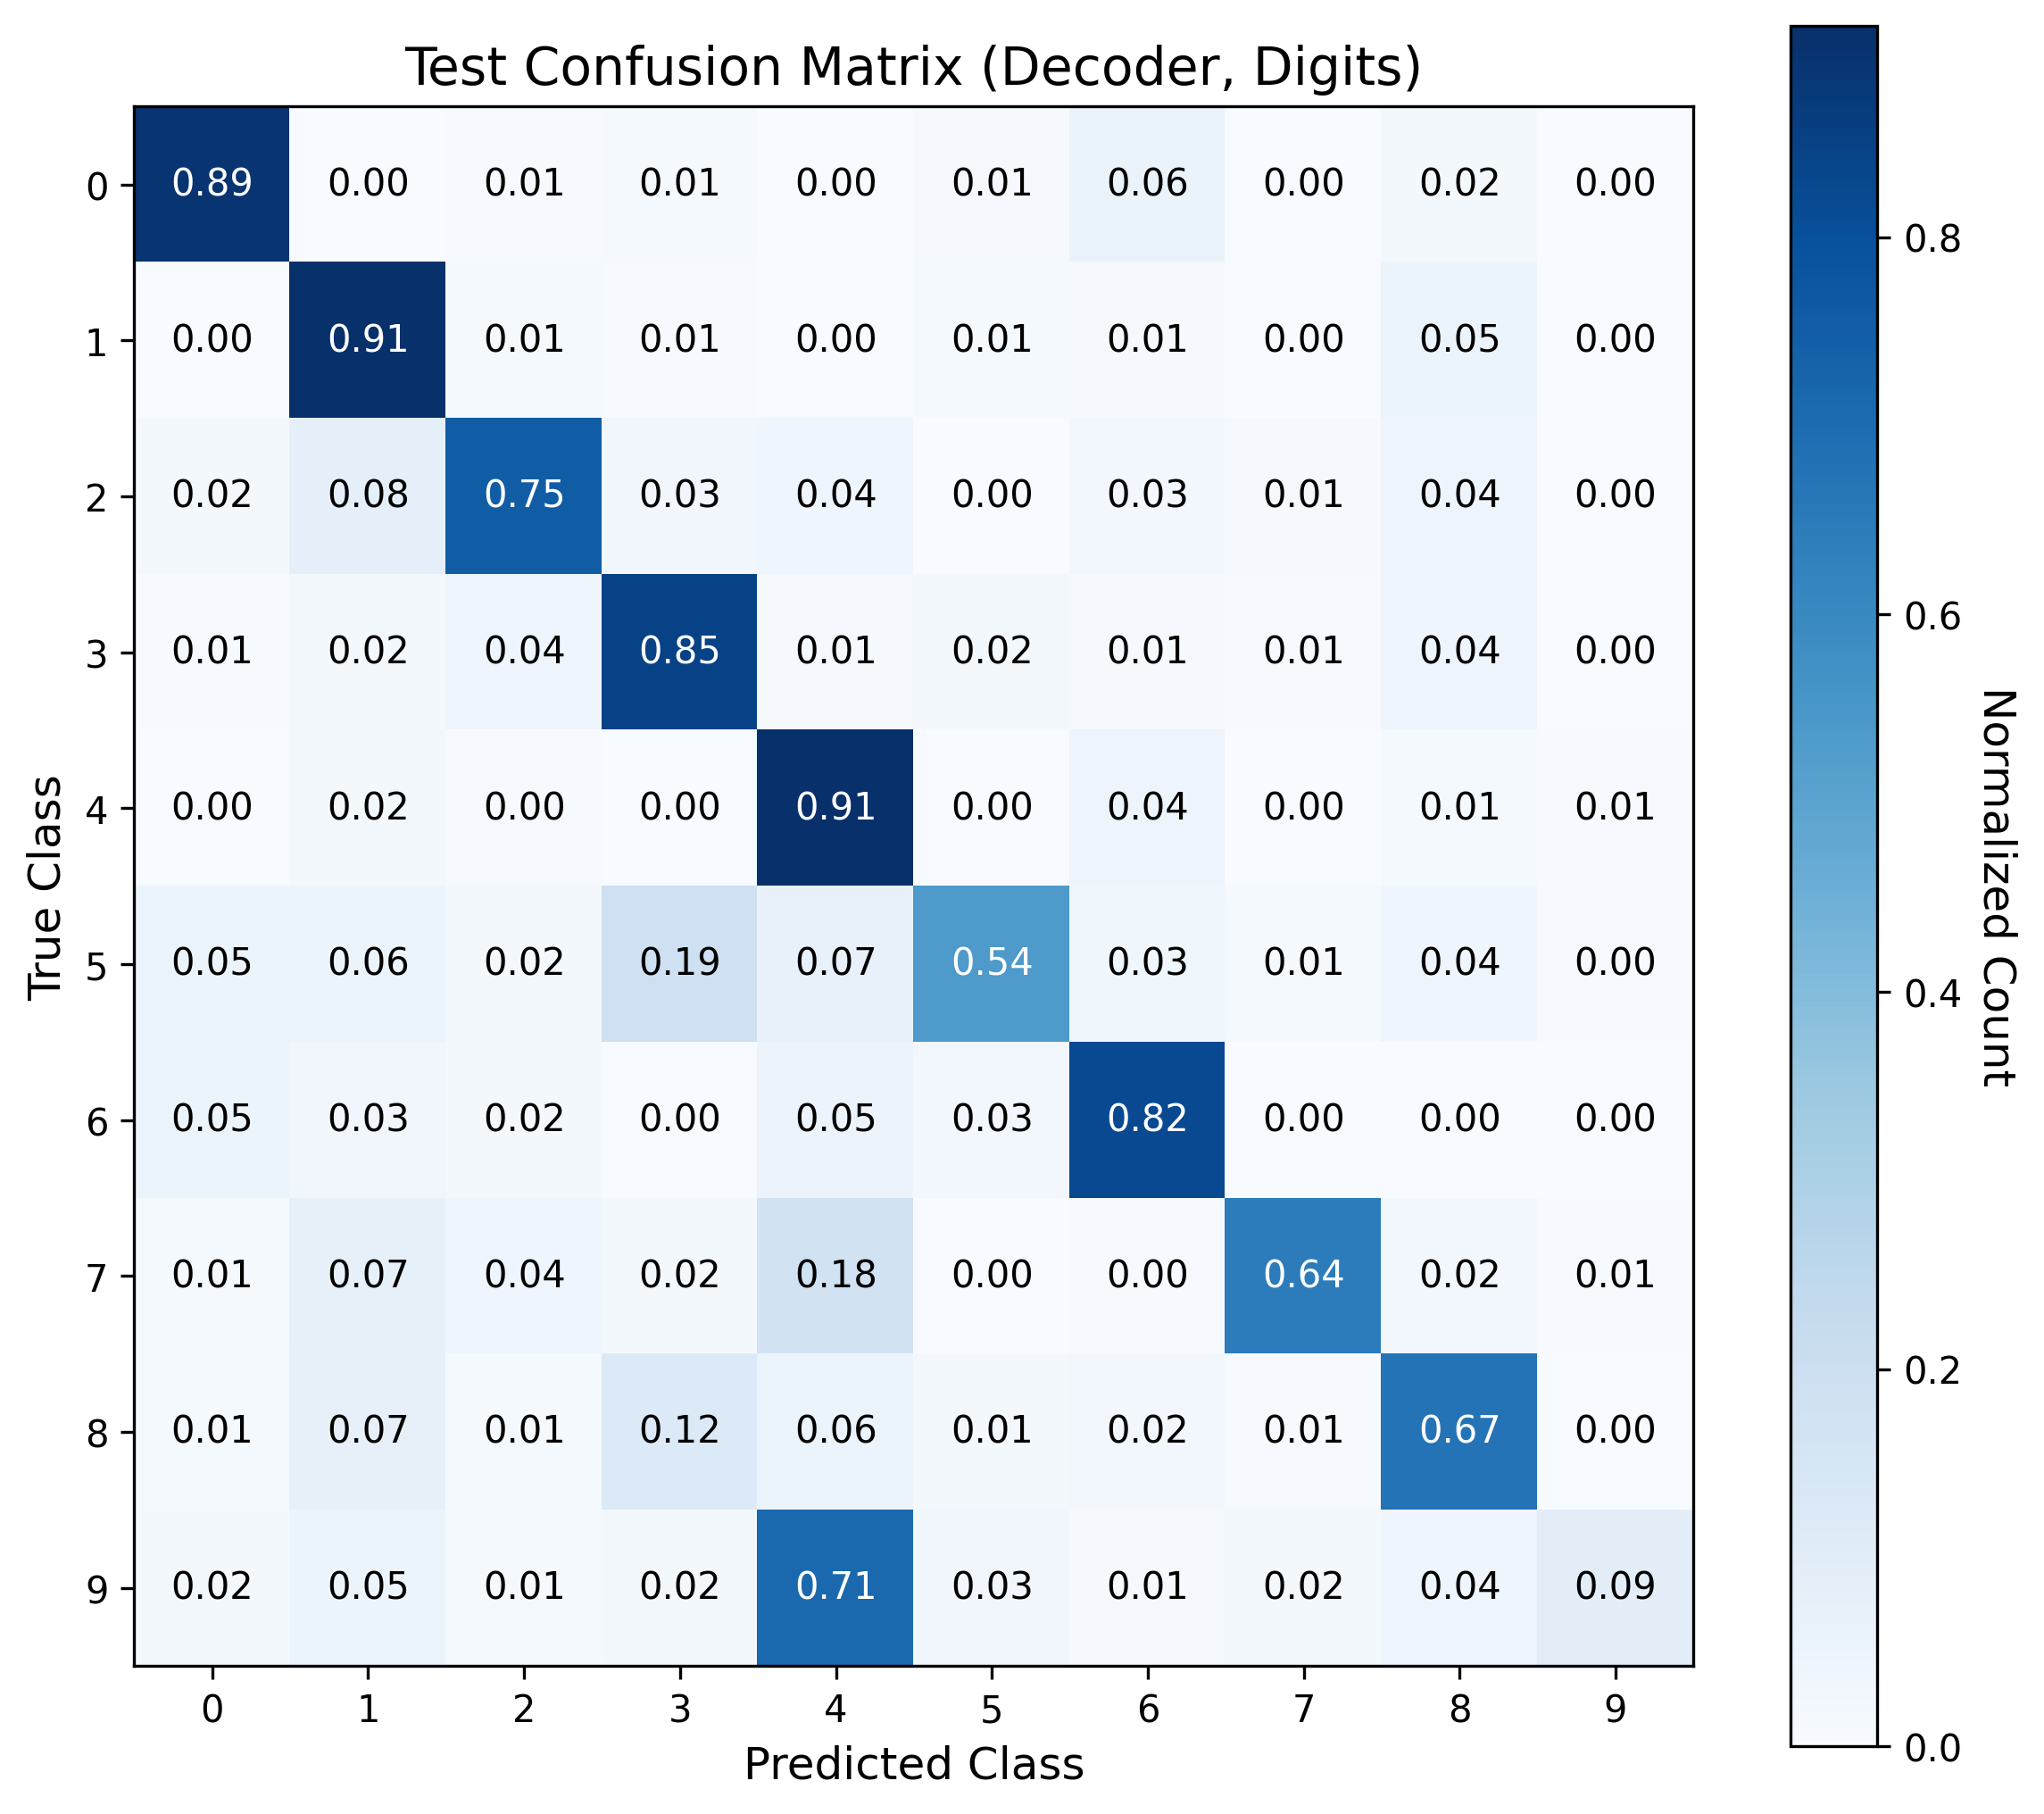 Test Confusion Matrix (Decoder, Digits)
0 0.89 0.00 0.01 0.01 0.00 0.01 0.06 0.00 0.02 0.00
1 0.00 0.91 0.01 0.01 0.00 0.01 0.01 0.00 0.05 0.00
2 0.02 0.08 0.75 0.03 0.04 0.00 0.03 0.01 0.04 0.00
3 0.01 0.02 0.04 0.85 0.01 0.02 0.01 0.01 0.04 0.00
4 0.00 0.02 0.00 0.00 0.91 0.00 0.04 0.00 0.01 0.01
5 0.05 0.06 0.02 0.19 0.07 0.54 0.03 0.01 0.04 0.00
6 0.05 0.03 0.02 0.00 0.05 0.03 0.82 0.00 0.00 0.00
7 0.01 0.07 0.04 0.02 0.18 0.00 0.00 0.64 0.02 0.01
8 0.01 0.07 0.01 0.12 0.06 0.01 0.02 0.01 0.67 0.00
9 0.02 0.05 0.01 0.02 0.71 0.03 0.01 0.02 0.04 0.09
0 1 2 3 4 5 6 7 8 9
Predicted Class
True Class
0.8
0.6
0.4
0.2
0.0
Normalized Count